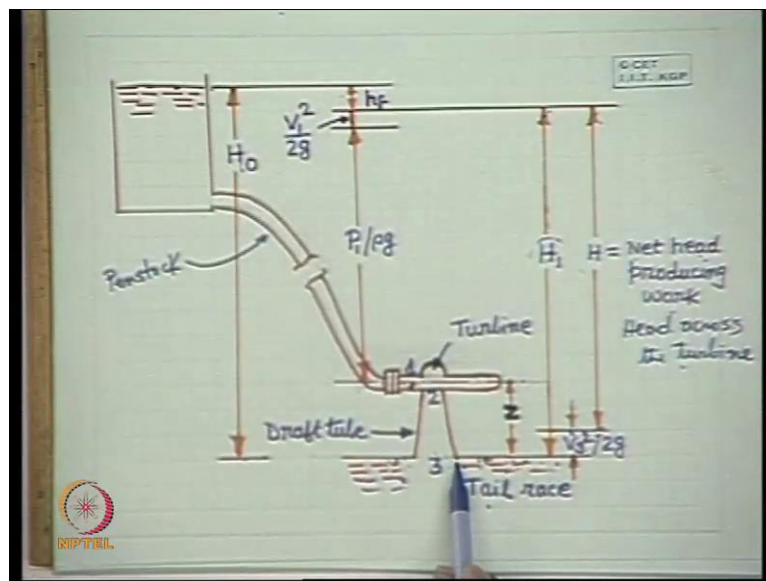 C CET
I.I.T. KGP
hf
V₁²/2g
H₀
P₁/ρg
H₁
H = Net head
producing
work
Head across
the turbine
Penstock
Turbine
1
2
Z
Draft tube
V₃²/2g
3
Tail race
NPTEL